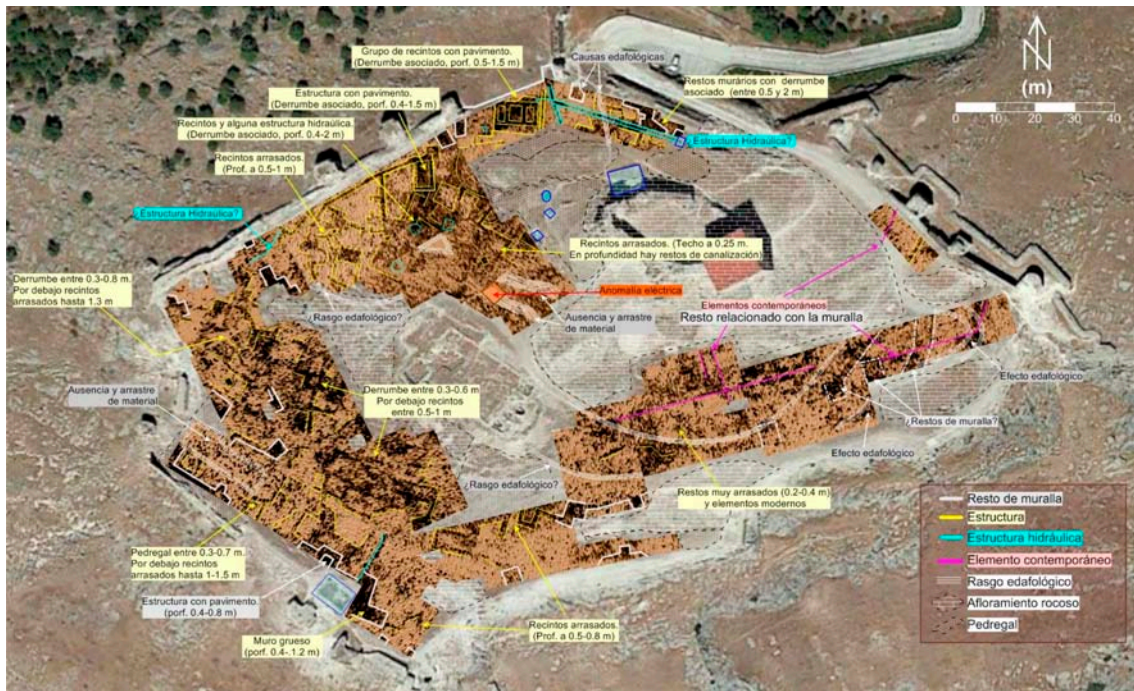 Grupo de recintos con pavimento.
(Derrumbe asociado, porf. 0.5-1.5 m)
Causas edafológicas
N
(m)
0 10 20 30 40
Estructura con pavimento.
(Derrumbe asociado, porf. 0.4-1.5 m)
Restos murários con derrumbe
asociado (entre 0.5 y 2 m)
Recintos y alguna estructura hidraúlica.
(Derrumbe asociado, porf. 0.4-2 m)
¿Estructura Hidraúlica?
Recintos arrasados.
(Prof. a 0.5-1 m)
¿Estructura Hidraúlica?
Recintos arrasados. (Techo a 0.25 m.
En profundidad hay restos de canalización)
Derrumbe entre 0.3-0.8 m.
Por debajo recintos
arrasados hasta 1.3 m
Anomalía eléctrica
Elementos contemporáneos
¿Rasgo edafológico?
Ausencia y arrastre
de material
Resto relacionado con la muralla
Ausencia y arrastre
de material
Derrumbe entre 0.3-0.6 m
Por debajo recintos
entre 0.5-1 m
Efecto edafológico
¿Restos de muralla?
Efecto edafológico
¿Rasgo edafológico?
Restos muy arrasados (0.2-0.4 m)
y elementos modernos
Pedregal entre 0.3-0.7 m.
Por debajo recintos
arrasados hasta 1-1.5 m
Estructura con pavimento.
(porf. 0.4-0.8 m)
Muro grueso
(porf. 0.4-.1.2 m)
Recintos arrasados.
(Prof. a 0.5-0.8 m)
Resto de muralla
Estructura
Estructura hidráulica
Elemento contemporáneo
Rasgo edafológico
Afloramiento rocoso
Pedregal